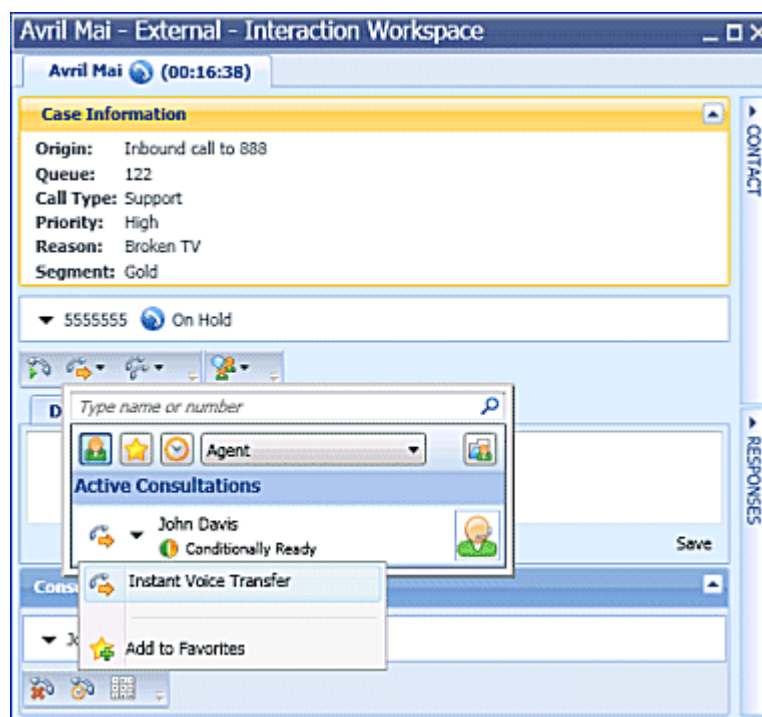 Avril Mai - External - Interaction Workspace
Avril Mai (00:16:38)
Case Information
Origin: Inbound call to 888
Queue: 122
Call Type: Support
Priority: High
Reason: Broken TV
Segment: Gold
CONTACT
5555555 On Hold
Type name or number
Agent
Active Consultations
John Davis
Conditionally Ready
RESPONSES
Save
Instant Voice Transfer
Add to Favorites